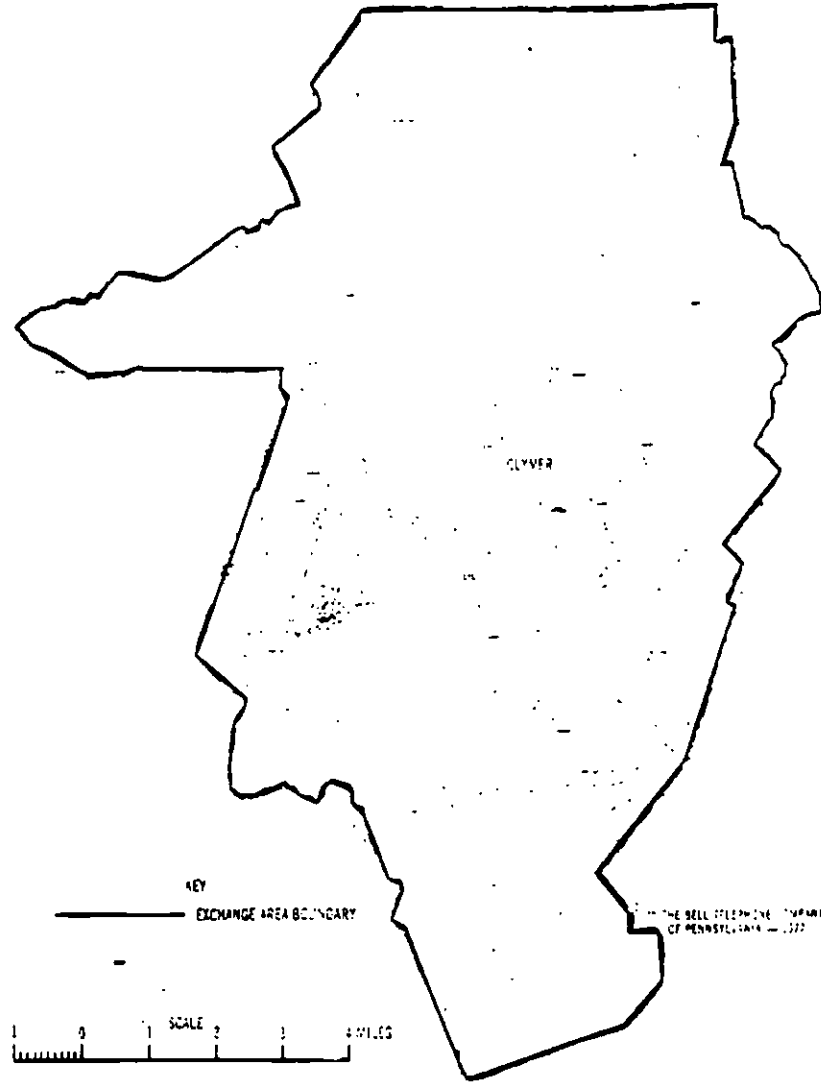 CLYMER
KEY
EXCHANGE AREA BOUNDARY
THE BELL TELEPHONE COMPANY
OF PENNSYLVANIA
SCALE
1 0 1 2 3 4 MILES